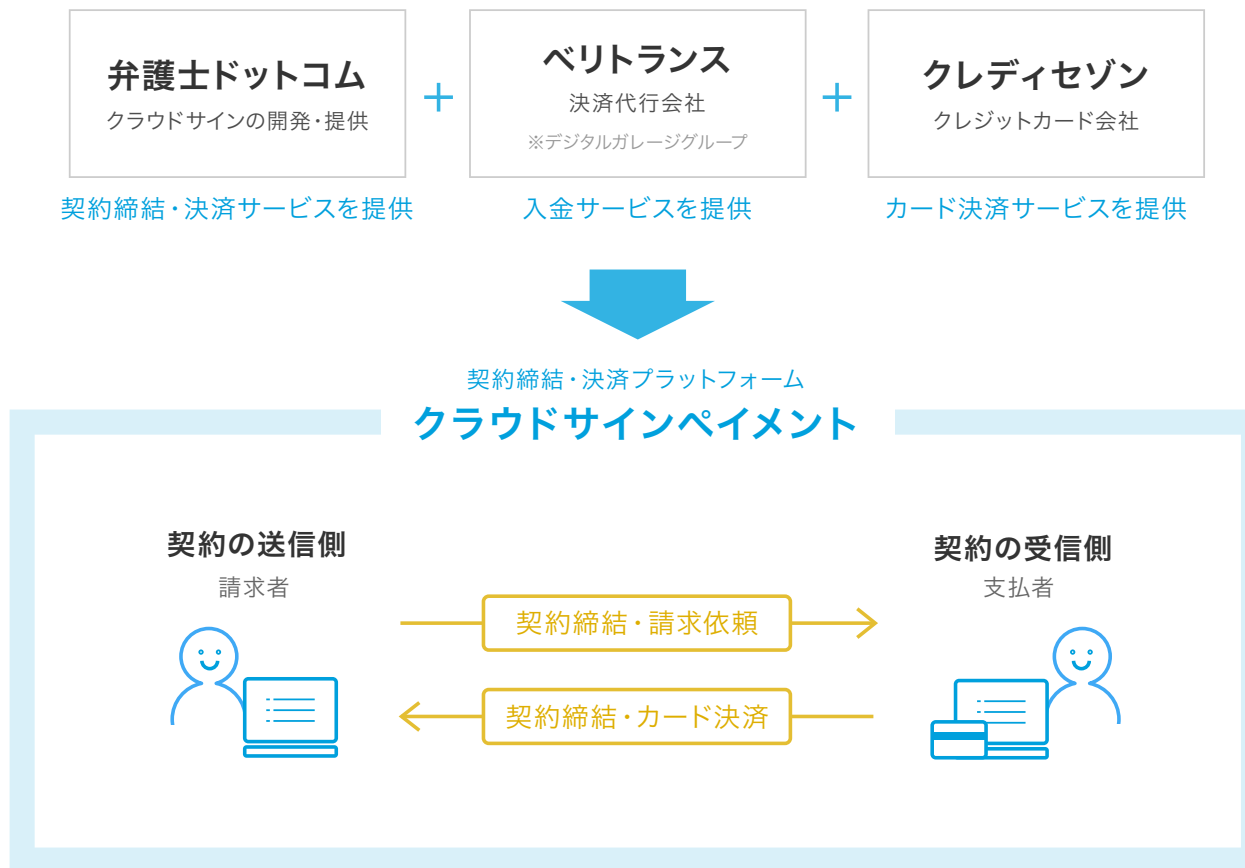 弁護士ドットコム
クラウドサインの開発・提供
契約締結・決済サービスを提供
+
ベリトランス
決済代行会社
※デジタルガレージグループ
入金サービスを提供
+
クレディセゾン
クレジットカード会社
カード決済サービスを提供
契約締結・決済プラットフォーム
クラウドサインペイメント
契約の送信側
請求者
契約締結・請求依頼
契約締結・カード決済
契約の受信側
支払者